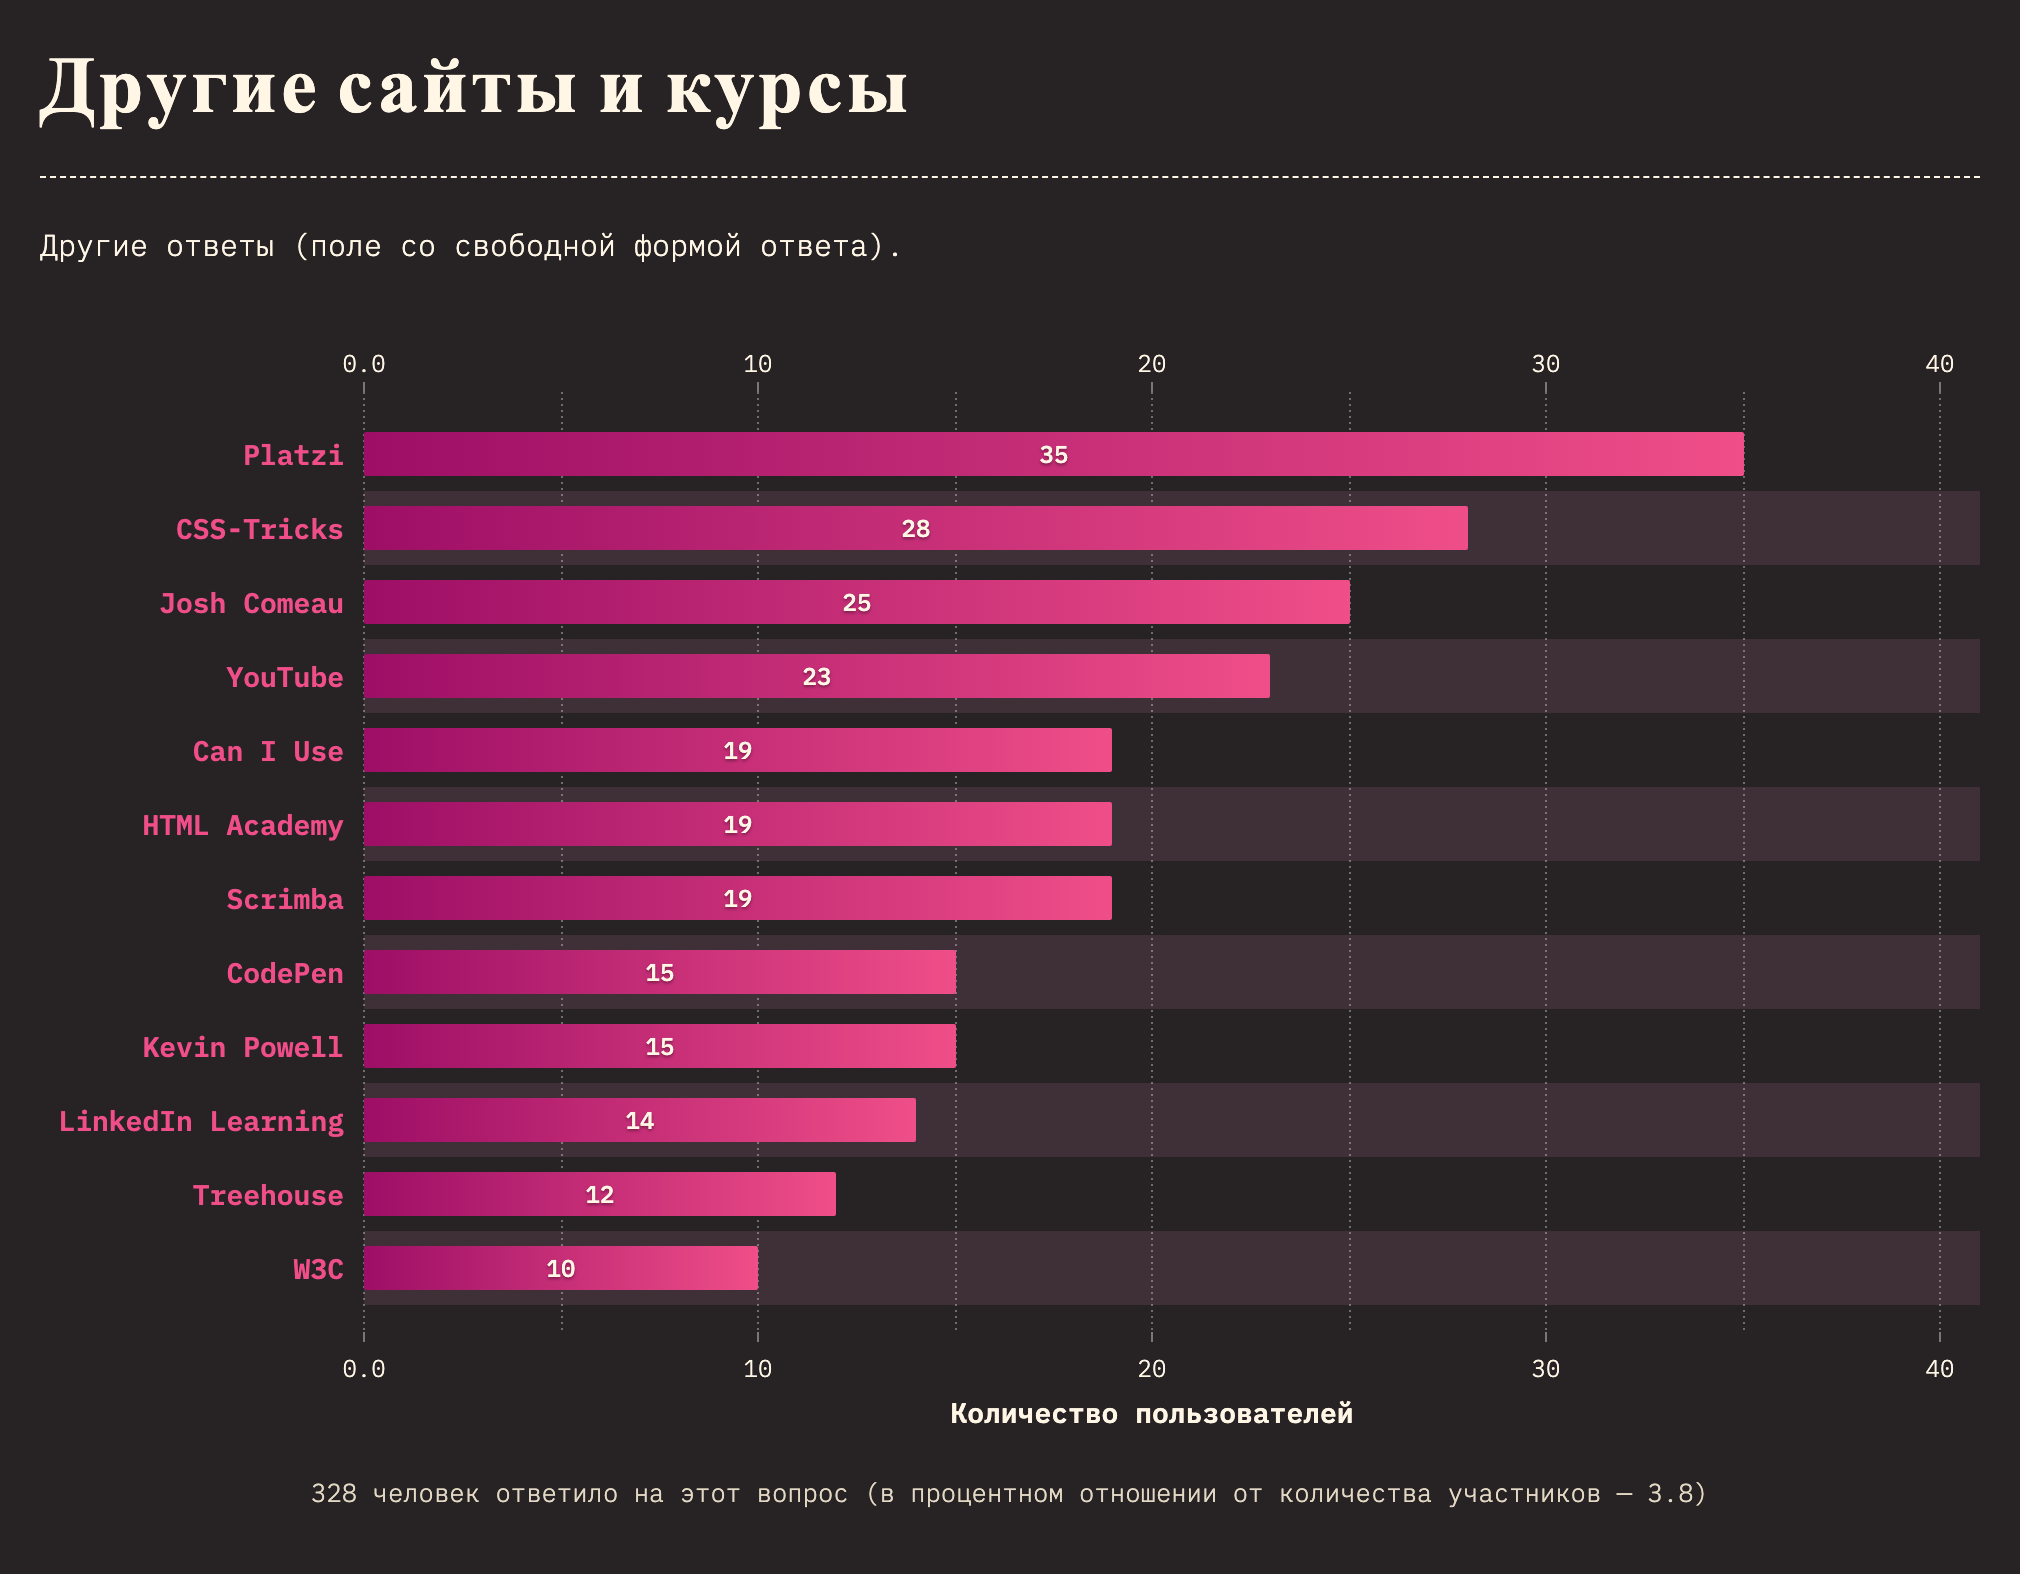 Другие сайты и курсы
Другие ответы (поле со свободной формой ответа).
0.0 10 20 30 40
Platzi 35
CSS-Tricks 28
Josh Comeau 25
YouTube 23
Can I Use 19
HTML Academy 19
Scrimba 19
CodePen 15
Kevin Powell 15
LinkedIn Learning 14
Treehouse 12
W3C 10
0.0 10 20 30 40
Количество пользователей
328 человек ответило на этот вопрос (в процентном отношении от количества участников — 3.8)